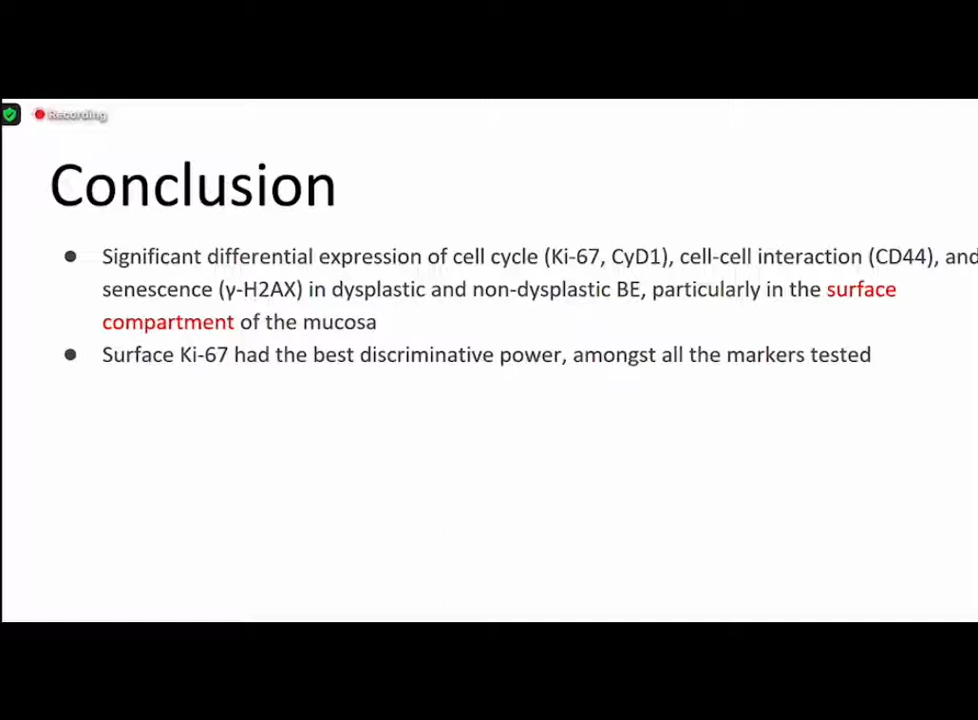 Recording
Conclusion
● Significant differential expression of cell cycle (Ki-67, CyD1), cell-cell interaction (CD44), and
senescence (γ-H2AX) in dysplastic and non-dysplastic BE, particularly in the surface
compartment of the mucosa
● Surface Ki-67 had the best discriminative power, amongst all the markers tested